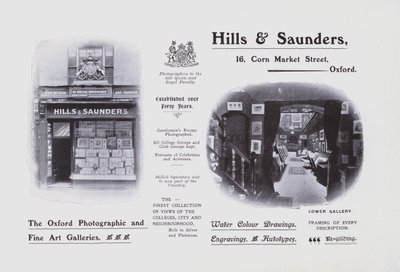 HILLS & SAUNDERS
The Oxford Photographic and
Fine Art Galleries.
Photographers to the
late Queen and
Royal Family.
Established over
Forty Years.
Gentlemen's Rooms
Photographed.
All College Groups and
Club Groups kept.
Portraits of Celebrities
and Actresses.
Skilled Operators sent
to any part of the
Country.
THE —
FINEST COLLECTION
OF VIEWS OF THE
COLLEGES, CITY AND
NEIGHBOURHOOD,
Both in Silver
and Platinum.
Hills & Saunders,
16, Corn Market Street,
Oxford.
LOWER GALLERY.
Water Colour Drawings,
Engravings. Autotypes.
FRAMING OF EVERY
DESCRIPTION.
Re-gilding.